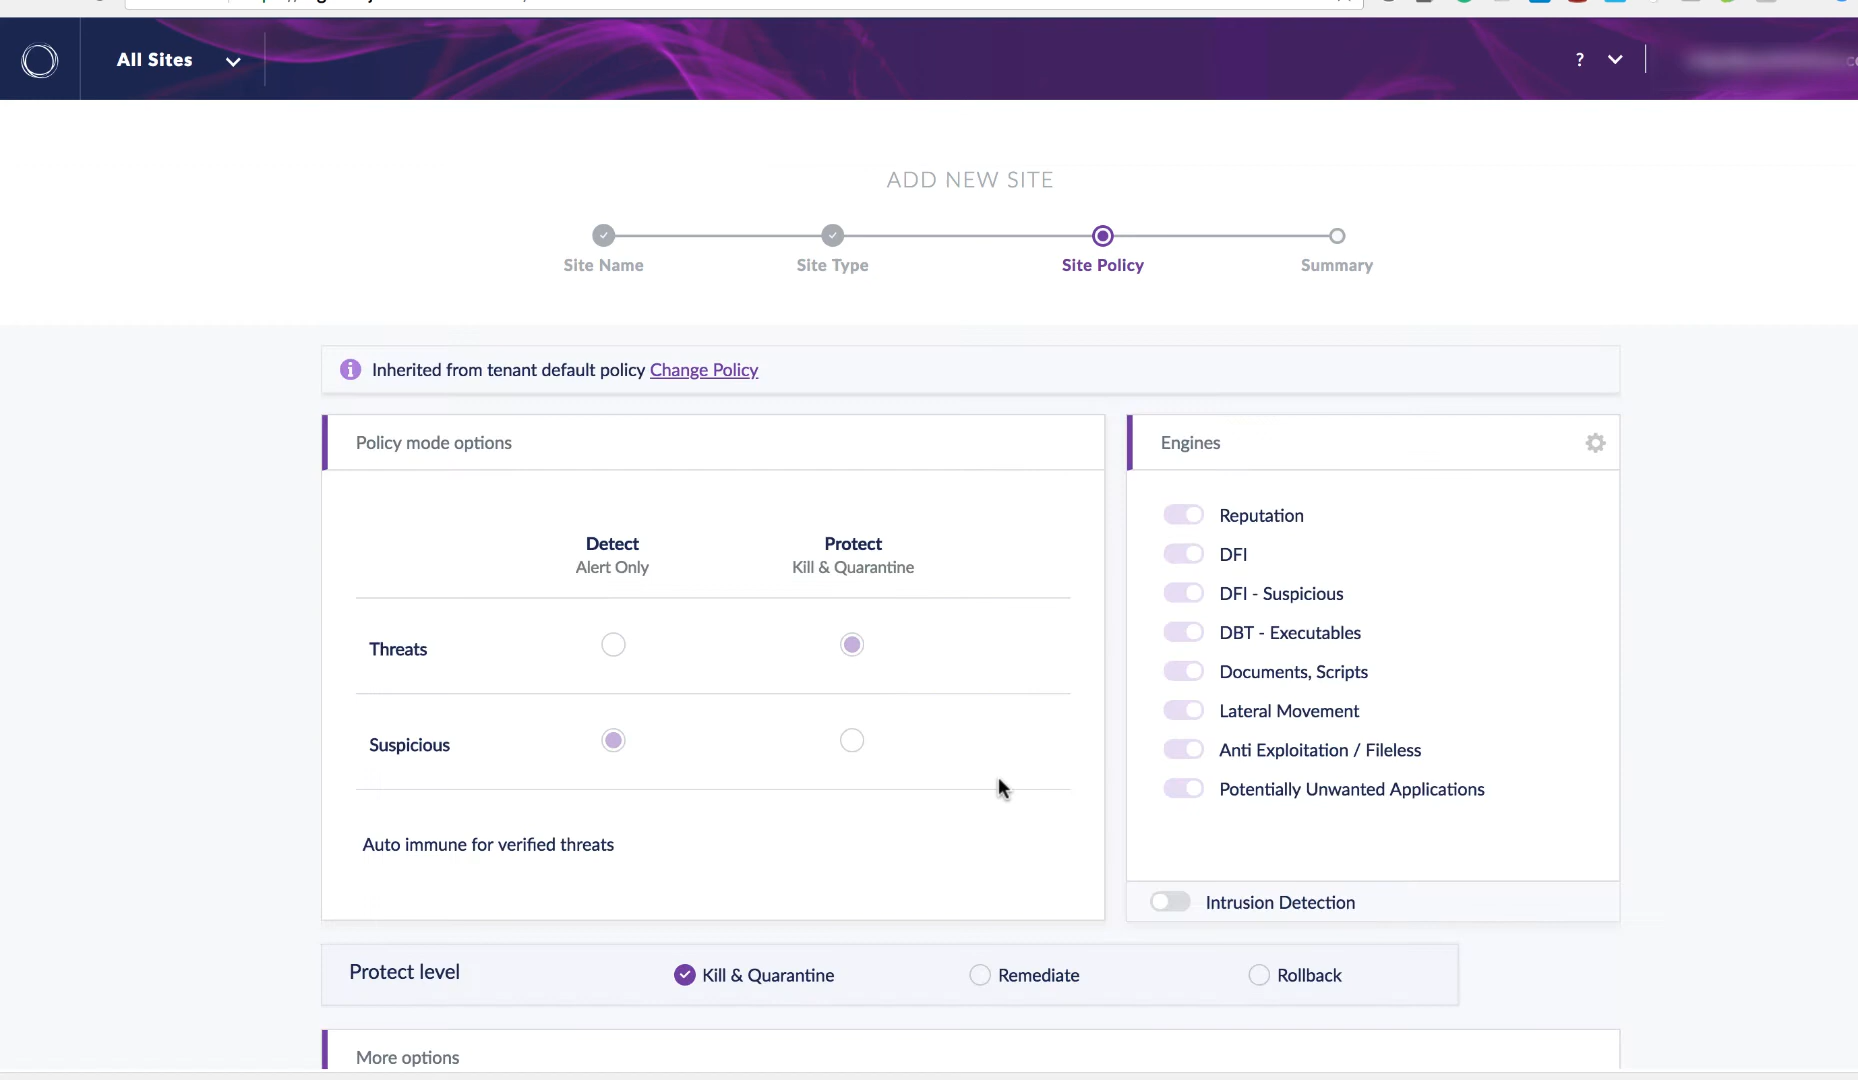 All Sites
?
ADD NEW SITE
Site Name
Site Type
Site Policy
Summary
Inherited from tenant default policy Change Policy
Policy mode options
Detect
Alert Only
Protect
Kill & Quarantine
Threats
Suspicious
Auto immune for verified threats
Engines
Reputation
DFI
DFI - Suspicious
DBT - Executables
Documents, Scripts
Lateral Movement
Anti Exploitation / Fileless
Potentially Unwanted Applications
Intrusion Detection
Protect level
Kill & Quarantine
Remediate
Rollback
More options